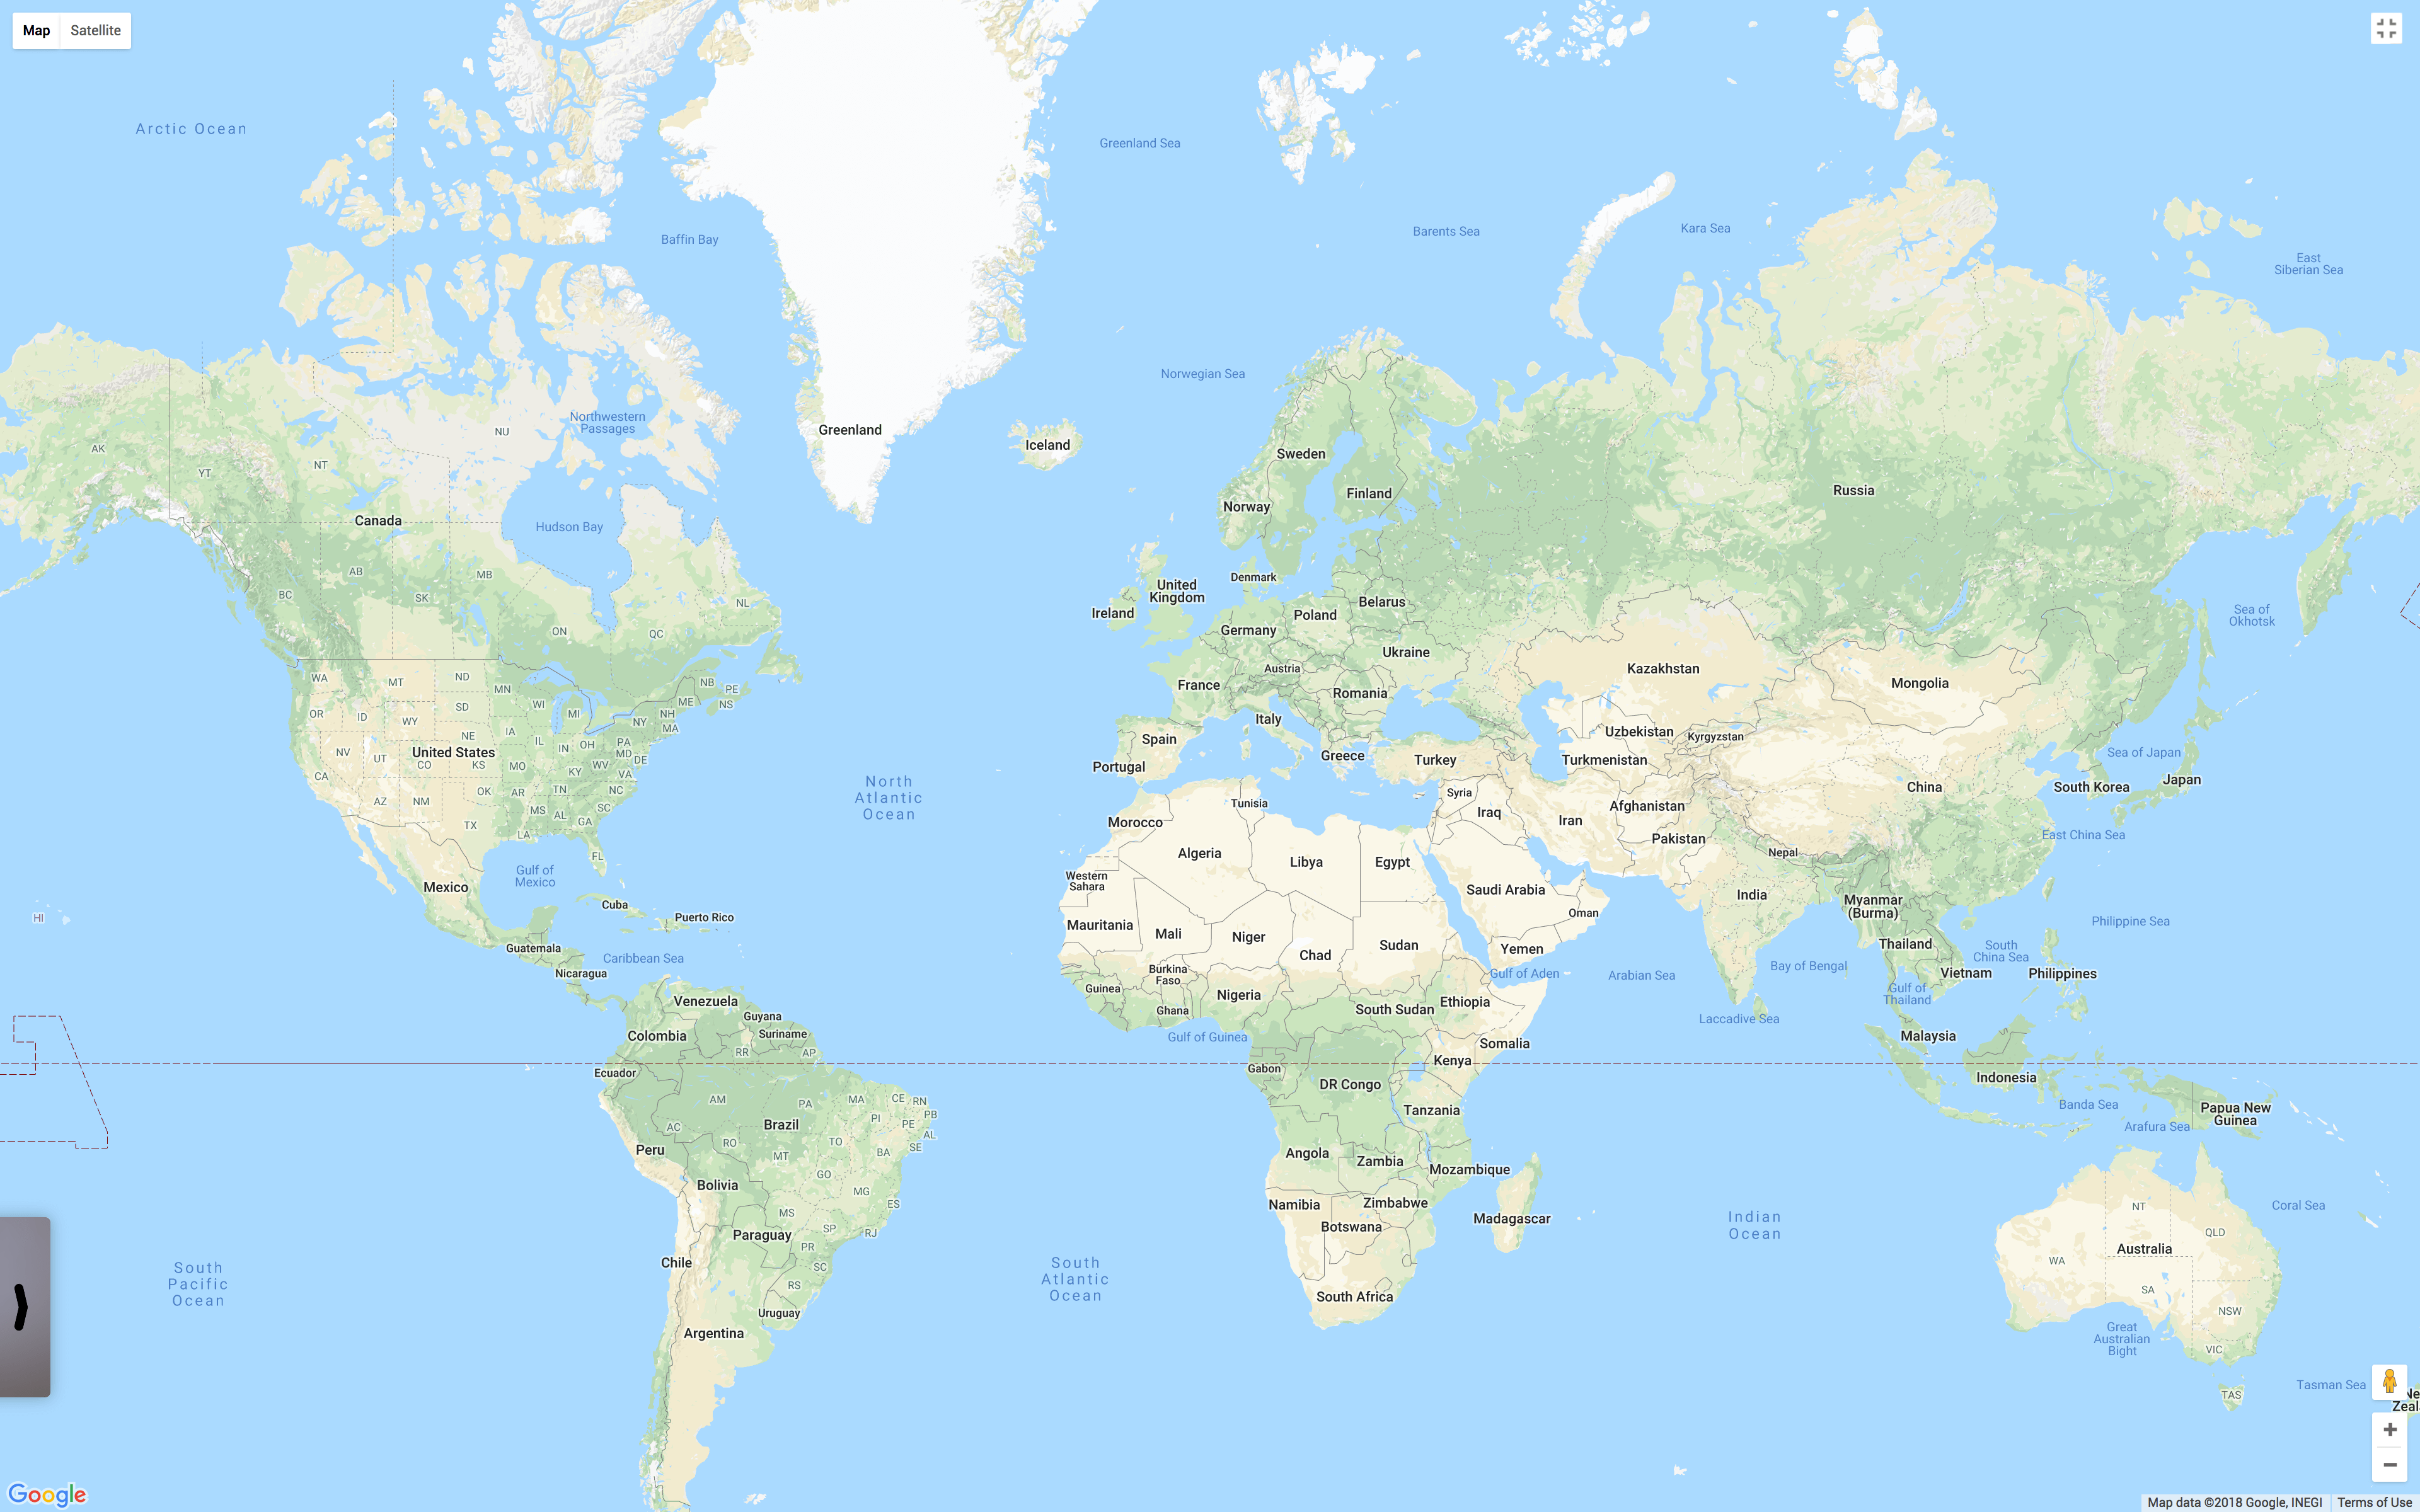 Map Satellite
Arctic Ocean
Greenland Sea
Baffin Bay
Barents Sea
Kara Sea
East
Siberian Sea
Norwegian Sea
Northwestern
Passages
Greenland
Iceland
AK
YT
NT
NU
Canada
Hudson Bay
Sweden
Finland
Norway
Russia
BC
AB
SK
MB
ON
QC
NL
Denmark
United
Kingdom
Ireland
Belarus
Poland
Germany
Ukraine
Austria
France
Romania
Italy
Spain
Portugal
Greece
Turkey
Kazakhstan
Mongolia
Uzbekistan
Kyrgyzstan
Turkmenistan
Sea of
Okhotsk
Sea of Japan
Japan
South Korea
China
East China Sea
WA
MT
ND
MN
OR
ID
WY
SD
WI
MI
NB
PE
NS
ME
NH
NY
MA
NE
IA
IL
IN
OH
PA
MD
DE
NV
UT
United States
CO
KS
MO
KY
WV
VA
CA
AZ
NM
OK
AR
TN
NC
SC
TX
LA
MS
AL
GA
FL
North
Atlantic
Ocean
Gulf of
Mexico
Mexico
Cuba
Puerto Rico
HI
Guatemala
Caribbean Sea
Nicaragua
Tunisia
Morocco
Algeria
Libya
Egypt
Western
Sahara
Mauritania
Mali
Niger
Chad
Sudan
Burkina
Faso
Guinea
Ghana
Nigeria
South Sudan
Ethiopia
Gulf of Guinea
Somalia
Kenya
Gabon
DR Congo
Tanzania
Angola
Zambia
Mozambique
Namibia
Zimbabwe
Botswana
Madagascar
South Africa
Syria
Iraq
Iran
Afghanistan
Pakistan
Nepal
Saudi Arabia
Oman
Yemen
Gulf of Aden
Arabian Sea
India
Myanmar
(Burma)
Thailand
Vietnam
Bay of Bengal
Laccadive Sea
Gulf of
Thailand
South
China Sea
Philippines
Philippine Sea
Malaysia
Indonesia
Banda Sea
Arafura Sea
Papua New
Guinea
Venezuela
Guyana
Suriname
Colombia
RR
AP
Ecuador
AM
PA
MA
CE
RN
PB
PI
PE
AL
SE
Brazil
AC
RO
TO
BA
MT
Peru
GO
Bolivia
MG
ES
MS
SP
RJ
Paraguay
PR
SC
RS
Chile
Uruguay
Argentina
South
Pacific
Ocean
South
Atlantic
Ocean
Indian
Ocean
Coral Sea
NT
QLD
Australia
WA
SA
NSW
Great
Australian
Bight
VIC
TAS
Tasman Sea
Ne
Zeal
Google
Map data ©2018 Google, INEGI Terms of Use